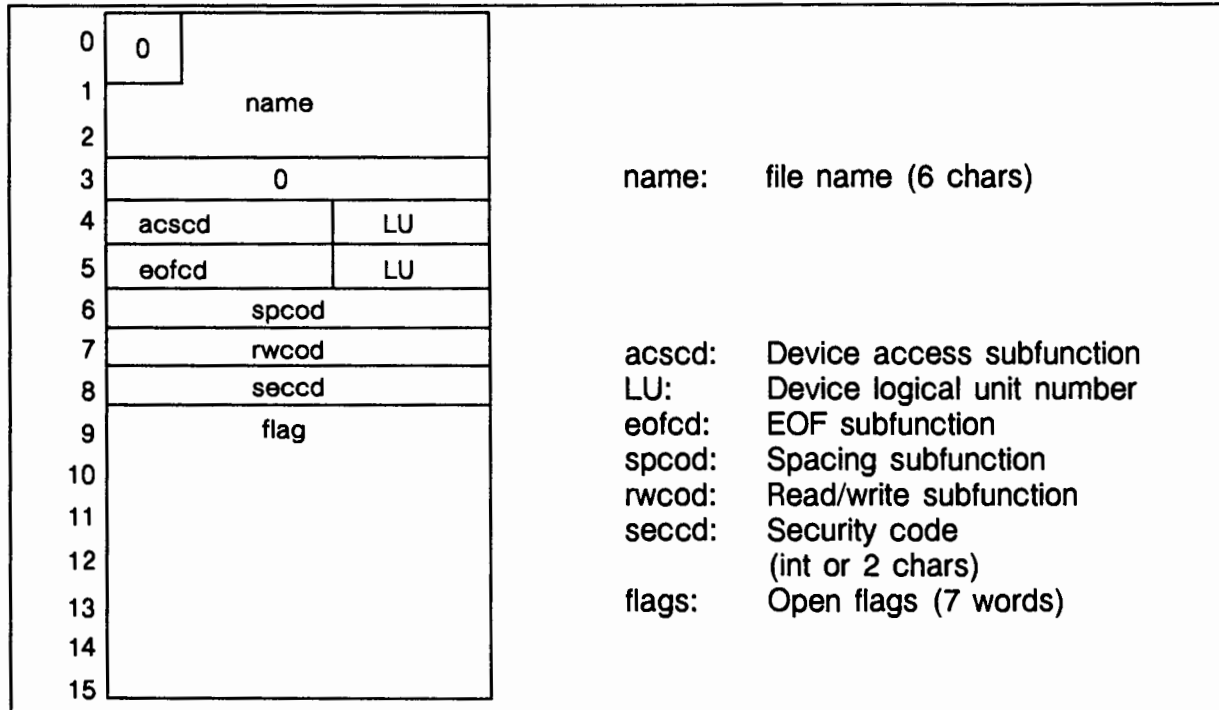 0 0
1 name
2
3 0
4 acscd LU
5 eofcd LU
6 spcod
7 rwcod
8 seccd
9 flag
10
11
12
13
14
15
name: file name (6 chars)
acscd: Device access subfunction
LU: Device logical unit number
eofcd: EOF subfunction
spcod: Spacing subfunction
rwcod: Read/write subfunction
seccd: Security code
(int or 2 chars)
flags: Open flags (7 words)